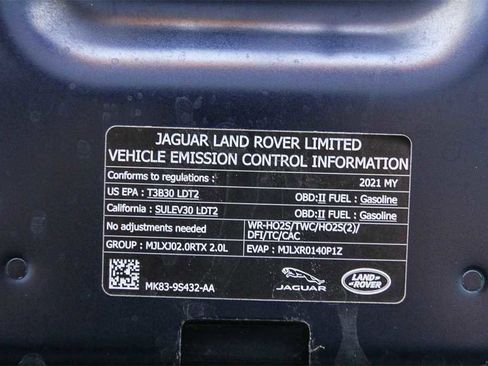 JAGUAR LAND ROVER LIMITED
VEHICLE EMISSION CONTROL INFORMATION
Conforms to regulations : 2021 MY
US EPA : T3B30 LDT2 OBD:II FUEL : Gasoline
California : SULEV30 LDT2 OBD:II FUEL : Gasoline
No adjustments needed WR-HO2S/TWC/HO2S(2)/
DFI/TC/CAC
GROUP : MJLXJ02.0RTX 2.0L EVAP : MJLXR0140P1Z
MK83-9S432-AA
JAGUAR
LAND
ROVER